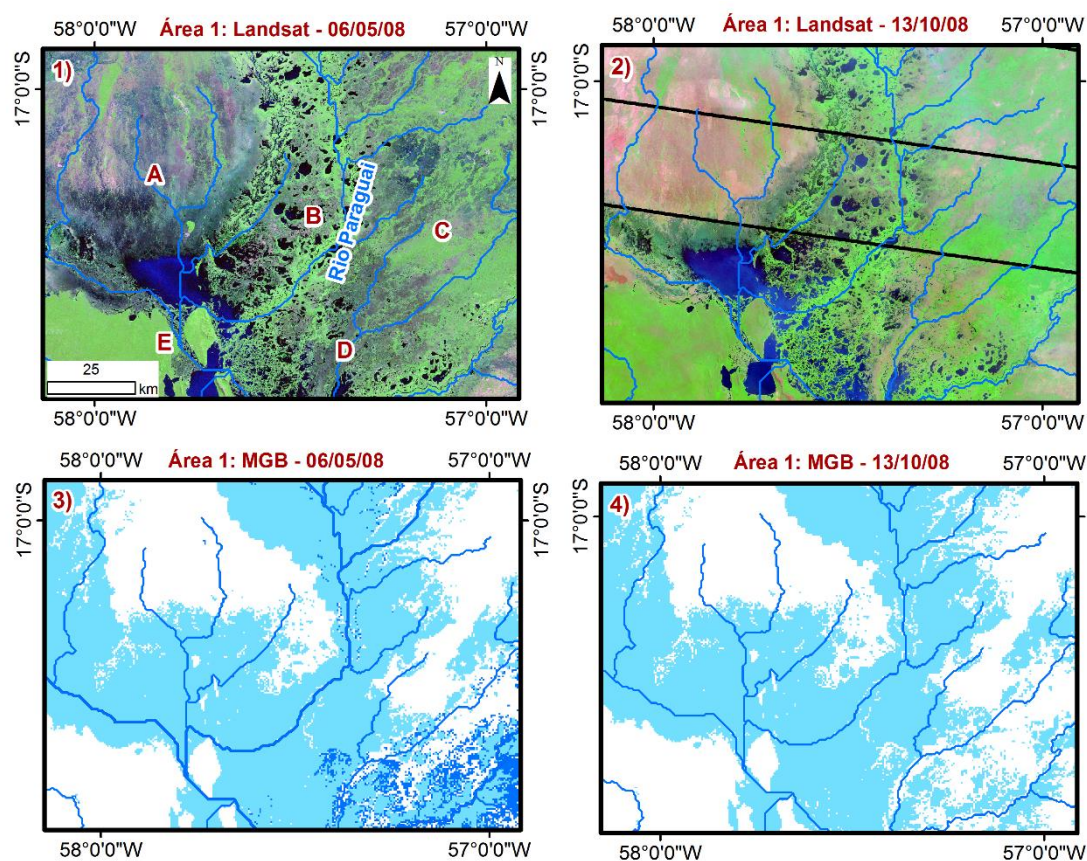 Área 1: Landsat - 06/05/08
58°0'0"W
57°0'0"W
17°0'0"S
1)
N
A
B
C
D
E
Rio Paraguai
25
km
58°0'0"W
57°0'0"W
Área 1: Landsat - 13/10/08
58°0'0"W
57°0'0"W
17°0'0"S
2)
17°0'0"S
58°0'0"W
57°0'0"W
Área 1: MGB - 06/05/08
58°0'0"W
57°0'0"W
17°0'0"S
3)
58°0'0"W
57°0'0"W
Área 1: MGB - 13/10/08
58°0'0"W
57°0'0"W
17°0'0"S
4)
58°0'0"W
57°0'0"W